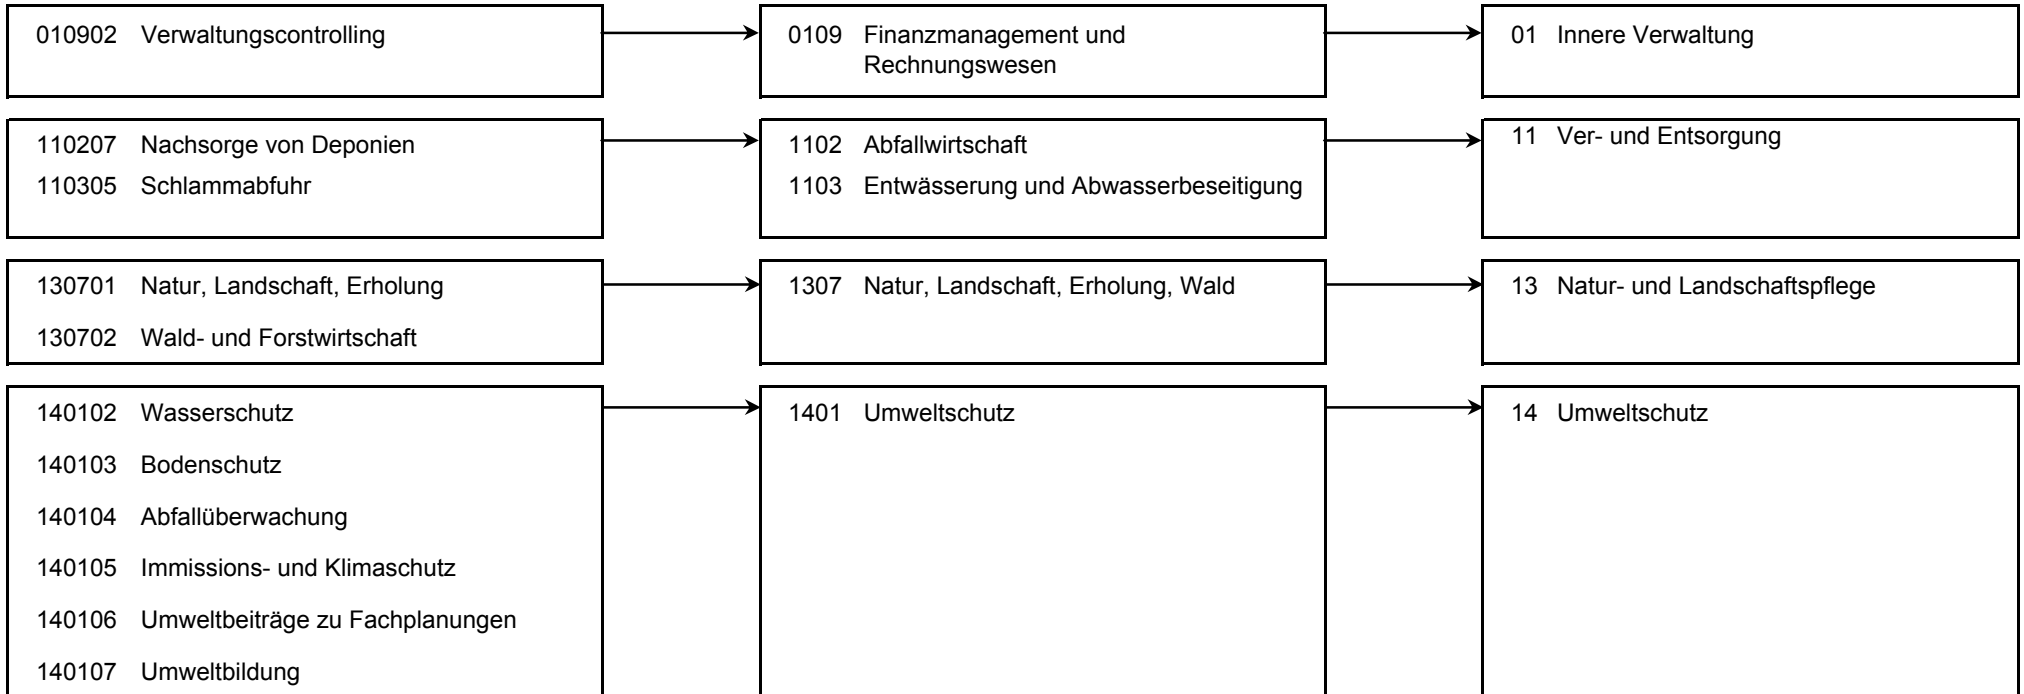 010902 Verwaltungscontrolling
0109 Finanzmanagement und
Rechnungswesen
01 Innere Verwaltung
110207 Nachsorge von Deponien
110305 Schlammabfuhr
1102 Abfallwirtschaft
1103 Entwässerung und Abwasserbeseitigung
11 Ver- und Entsorgung
130701 Natur, Landschaft, Erholung
130702 Wald- und Forstwirtschaft
1307 Natur, Landschaft, Erholung, Wald
13 Natur- und Landschaftspflege
140102 Wasserschutz
140103 Bodenschutz
140104 Abfallüberwachung
140105 Immissions- und Klimaschutz
140106 Umweltbeiträge zu Fachplanungen
140107 Umweltbildung
1401 Umweltschutz
14 Umweltschutz